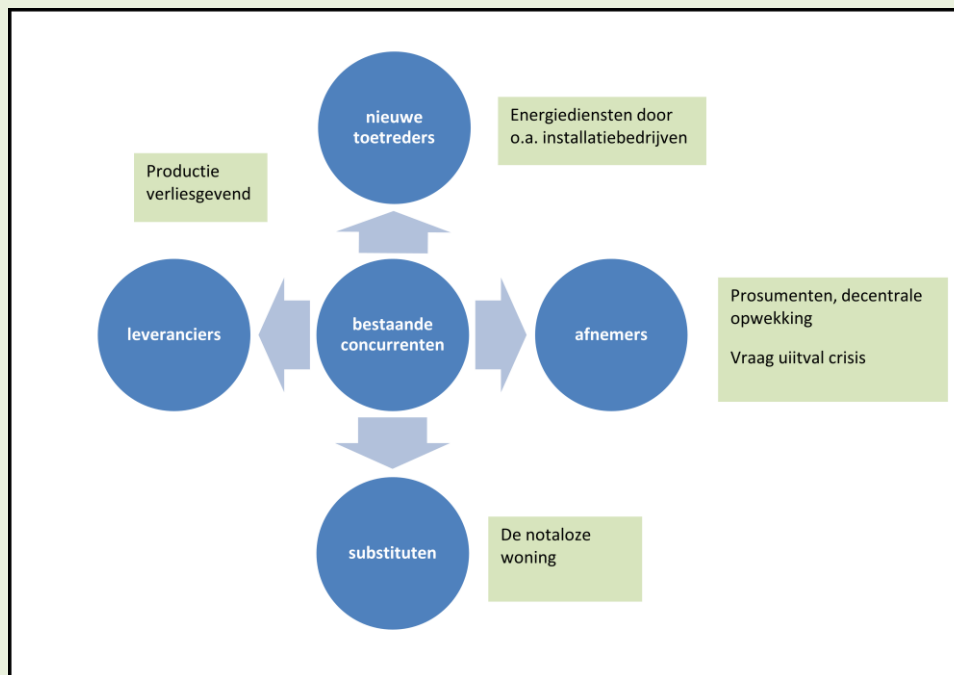 nieuwe
toetreders
Energiediensten door
o.a. installatiebedrijven
Productie
verliesgevend
leveranciers
bestaande
concurrenten
afnemers
Prosumenten, decentrale
opwekking
Vraag uiitval crisis
substituten
De notaloze
woning